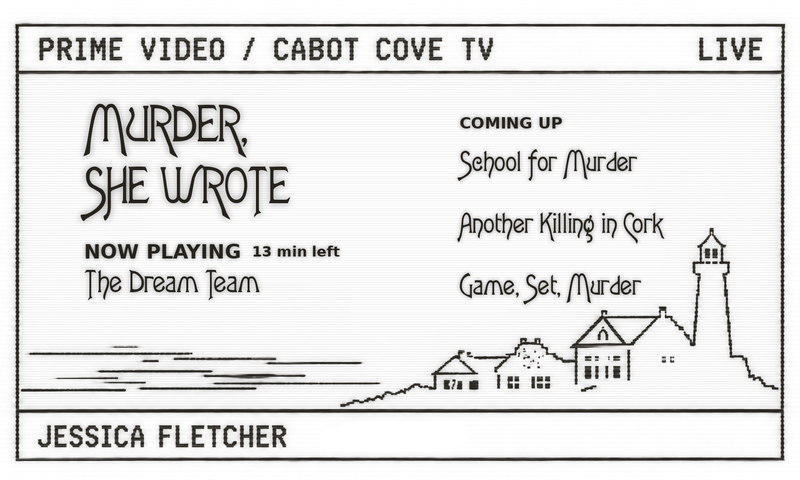 PRIME VIDEO / CABOT COVE TV LIVE
MURDER,
SHE WROTE
NOW PLAYING 13 min left
The Dream Team
COMING UP
School for Murder
Another Killing in Cork
Game, Set, Murder
JESSICA FLETCHER